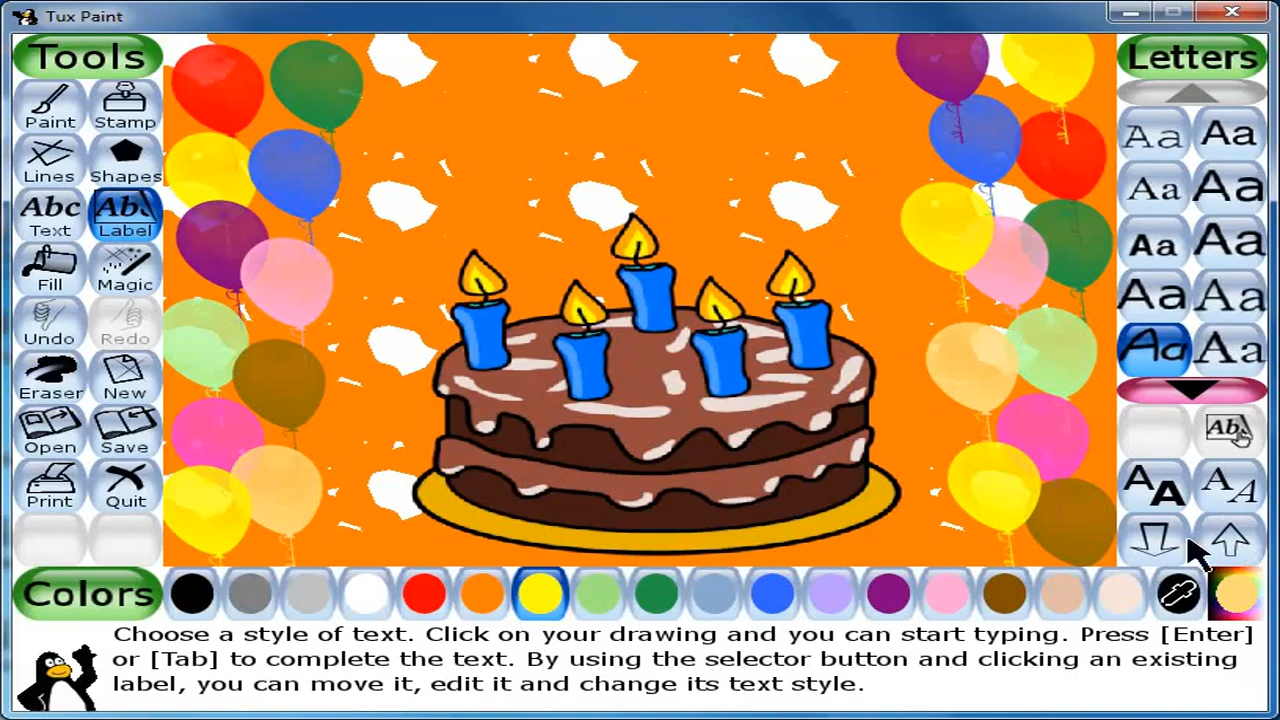 Tux Paint
Tools
Letters
Paint
Stamp
Lines
Shapes
Abc
Text
Abc
Label
Fill
Magic
Undo
Redo
Eraser
New
Open
Save
Print
Quit
Aa Aa
Aa Aa
Aa Aa
Aa Aa
Aa Aa
Abc
AA AA
Colors
Choose a style of text. Click on your drawing and you can start typing. Press [Enter]
or [Tab] to complete the text. By using the selector button and clicking an existing
label, you can move it, edit it and change its text style.